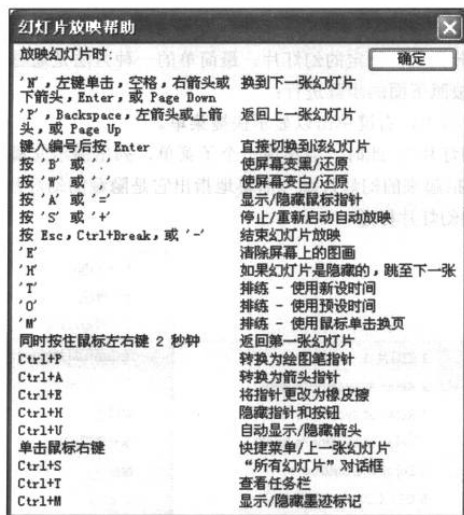 幻灯片放映帮助
放映幻灯片时:
确定
'N',左键单击,空格,右箭头或 换到下一张幻灯片
下箭头,Enter,或 Page Down
'P',Backspace,左箭头或上箭 返回上一张幻灯片
头,或 Page Up
键入编号后按 Enter 直接切换到该幻灯片
按 'B' 或 '.' 使屏幕变黑/还原
按 'W' 或 ',' 使屏幕变白/还原
按 'A' 或 '=' 显示/隐藏鼠标指针
按 'S' 或 '+' 停止/重新启动自动放映
按 Esc,Ctrl+Break,或 '-' 结束幻灯片放映
'E' 清除屏幕上的图画
'H' 如果幻灯片是隐藏的,跳至下一张
'T' 排练 - 使用新设时间
'O' 排练 - 使用预设时间
'M' 排练 - 使用鼠标单击换页
同时按住鼠标左右键 2 秒钟 返回第一张幻灯片
Ctrl+P 转换为绘图笔指针
Ctrl+A 转换为箭头指针
Ctrl+E 将指针更改为橡皮擦
Ctrl+H 隐藏指针和按钮
Ctrl+U 自动显示/隐藏箭头
单击鼠标右键 快捷菜单/上一张幻灯片
Ctrl+S “所有幻灯片”对话框
Ctrl+T 查看任务栏
Ctrl+M 显示/隐藏墨迹标记